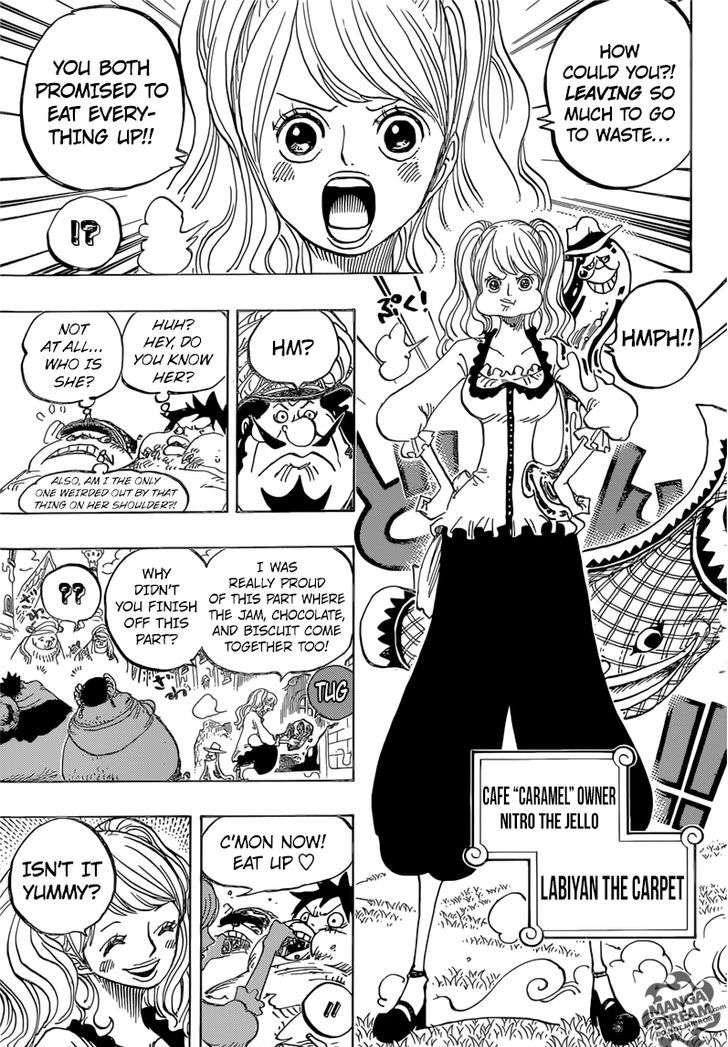 HOW
COULD YOU?!
LEAVING SO
MUCH TO GO
TO WASTE...
YOU BOTH
PROMISED TO
EAT EVERY-
THING UP!!
!?
ぷく!
HMPH!!
HM?
HUH?
HEY, DO
YOU KNOW
HER?
NOT
AT ALL...
WHO IS
SHE?
ALSO, AM I THE ONLY
ONE WEIRDED OUT BY THAT
THING ON HER SHOULDER?!
CAFE “CARAMEL” OWNER
NITRO THE JELLO
LABIYAN THE CARPET
I WAS
REALLY PROUD
OF THIS PART WHERE
THE JAM, CHOCOLATE,
AND BISCUIT COME
TOGETHER TOO!
WHY
DIDN'T
YOU FINISH
OFF THIS
PART?
??
TUG
C'MON NOW!
EAT UP ♡
!!
ISN'T IT
YUMMY?
MANGA
STREAM